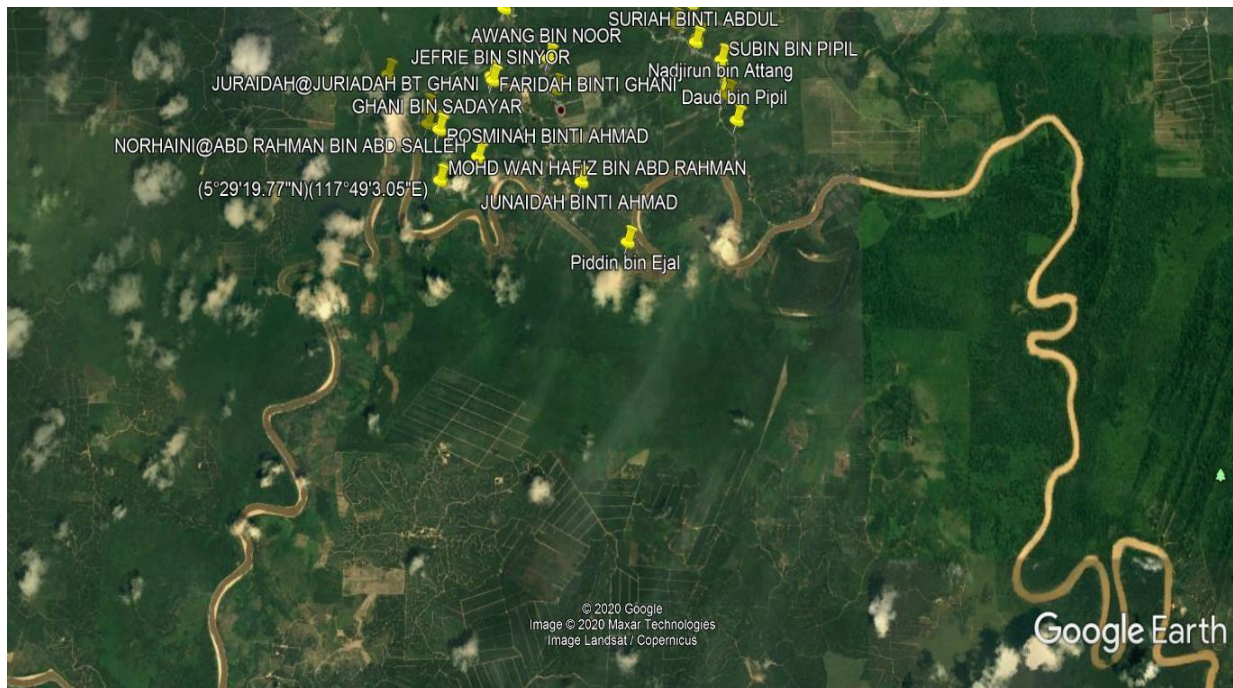 SURIAH BINTI ABDUL
AWANG BIN NOOR
SUBIN BIN PIPIL
JEFRIE BIN SINYOR
Nadjirun bin Attang
JURAIDAH@JURIADAH BT GHANI
FARIDAH BINTI GHANI
Daud bin Pipil
GHANI BIN SADAYAR
ROSMINAH BINTI AHMAD
NORHAINI@ABD RAHMAN BIN ABD SALLEH
MOHD WAN HAFIZ BIN ABD RAHMAN
(5°29'19.77"N)(117°49'3.05"E)
JUNAIDAH BINTI AHMAD
Piddin bin Ejal
© 2020 Google
Image © 2020 Maxar Technologies
Image Landsat / Copernicus
Google Earth